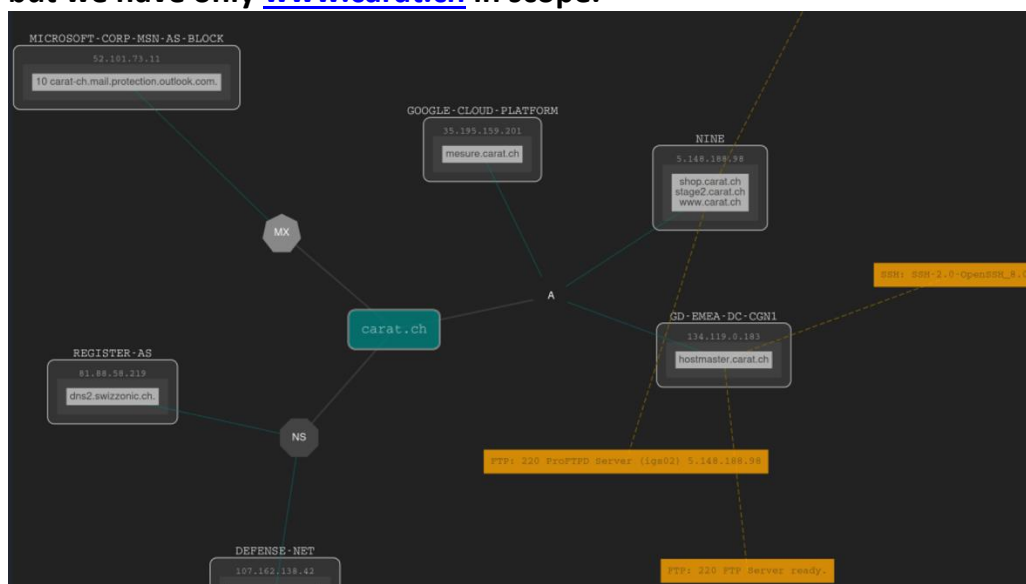 but we have only www.carat.ch in scope.
MICROSOFT-CORP-MSN-AS-BLOCK
52.101.73.11
10 carat-ch.mail.protection.outlook.com.
GOOGLE-CLOUD-PLATFORM
35.195.159.201
mesure.carat.ch
NINE
5.148.188.98
shop.carat.ch
stage2.carat.ch
www.carat.ch
MX
SSH: SSH-2.0-OpenSSH_8.0
A
carat.ch
GD-EMEA-DC-CGN1
134.119.0.183
hostmaster.carat.ch
REGISTER-AS
81.88.58.219
dns2.swizzonic.ch.
NS
FTP: 220 ProFTPD Server (igs02) 5.148.188.98
DEFENSE-NET
107.162.138.42
FTP: 220 FTP Server ready.